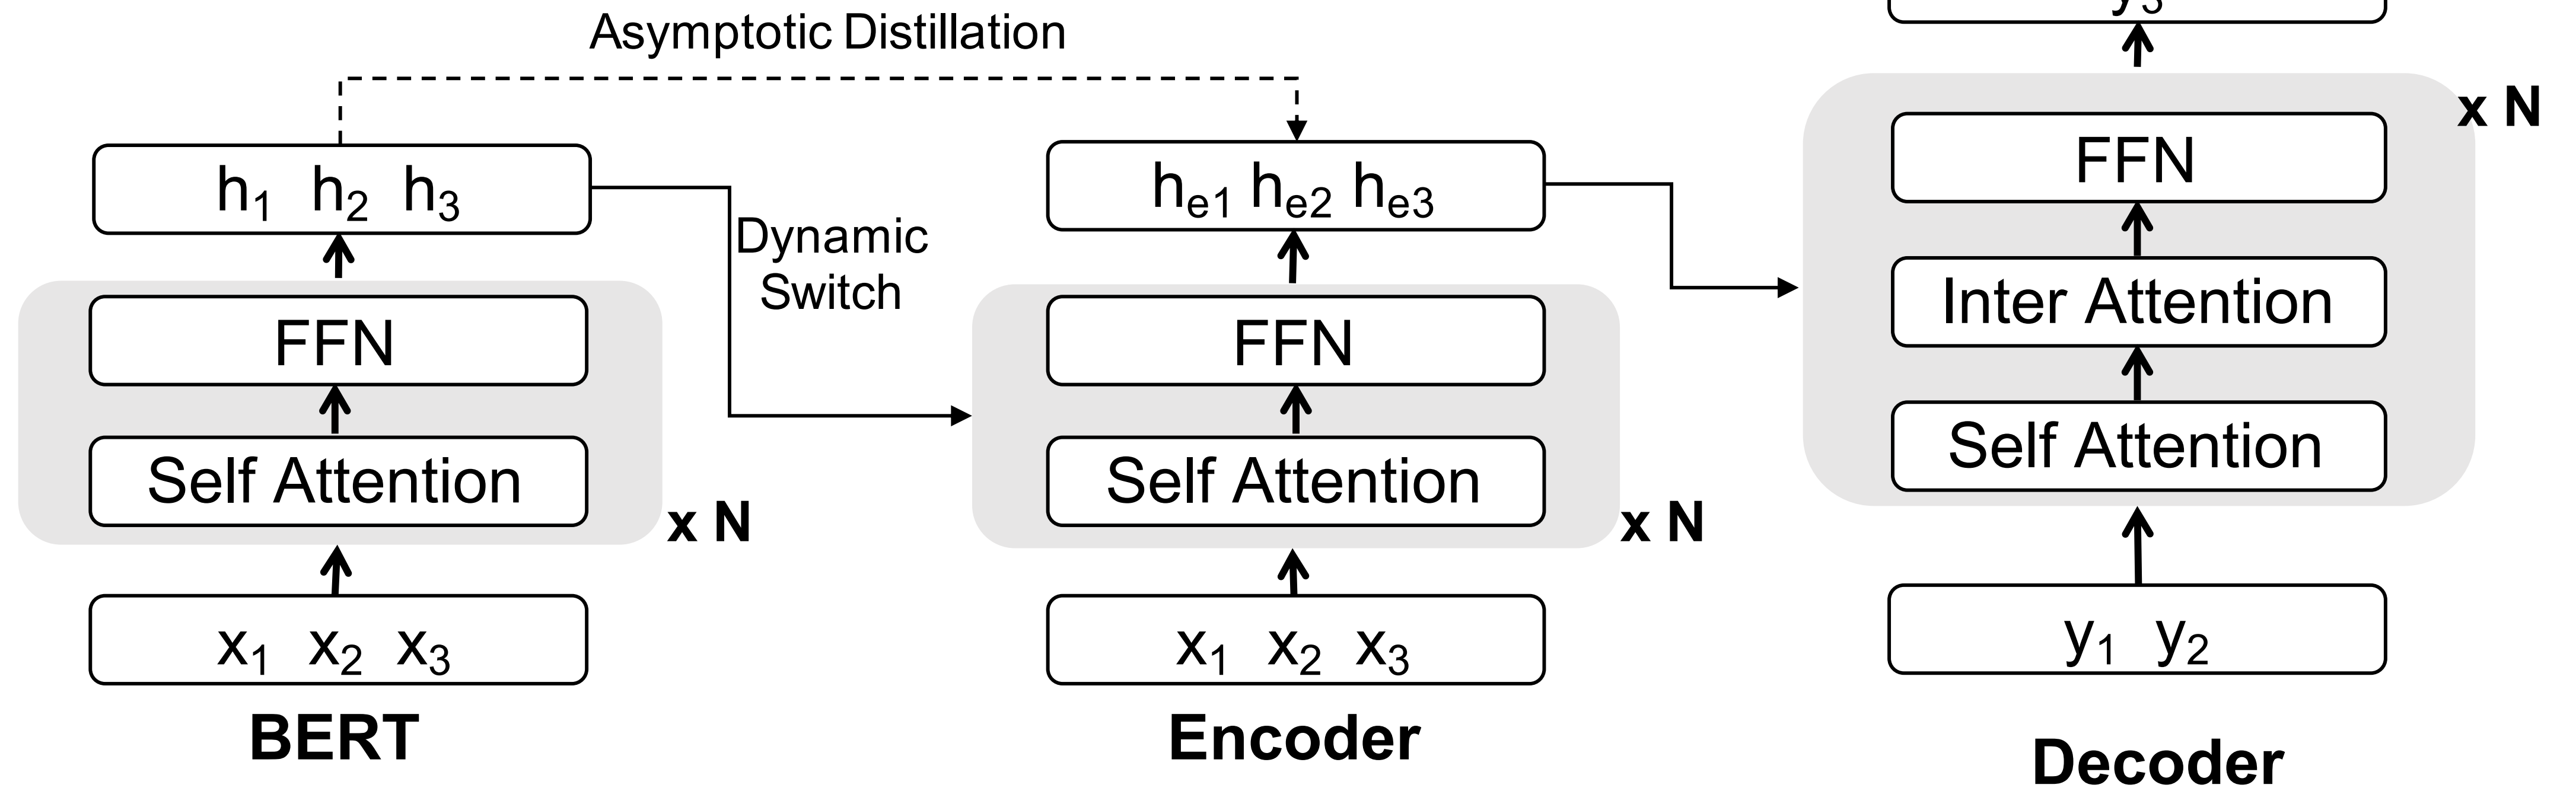 Asymptotic Distillation
h1 h2 h3
Dynamic
Switch
FFN
Self Attention
x N
x1 x2 x3
BERT
he1 he2 he3
FFN
Self Attention
x N
x1 x2 x3
Encoder
y3
x N
FFN
Inter Attention
Self Attention
y1 y2
Decoder